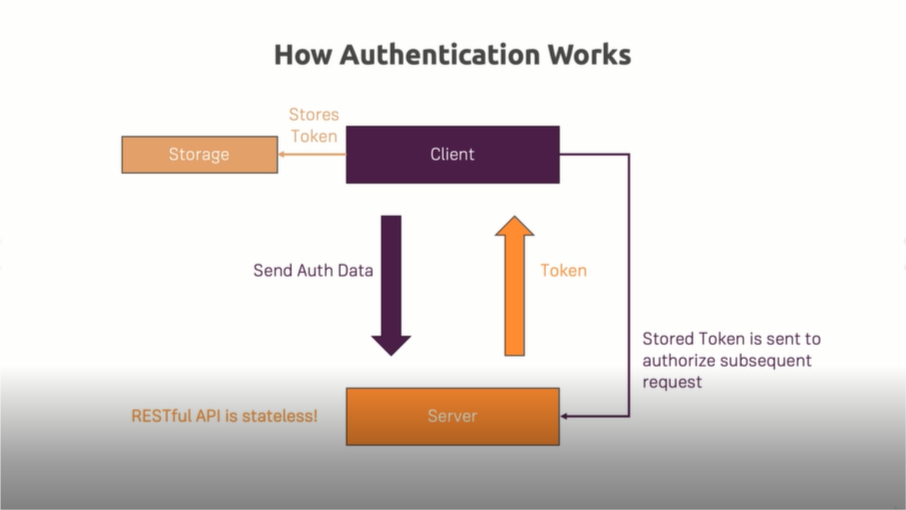 How Authentication Works
Stores
Token
Storage
Client
Send Auth Data
Token
Stored Token is sent to
authorize subsequent
request
RESTful API is stateless!
Server